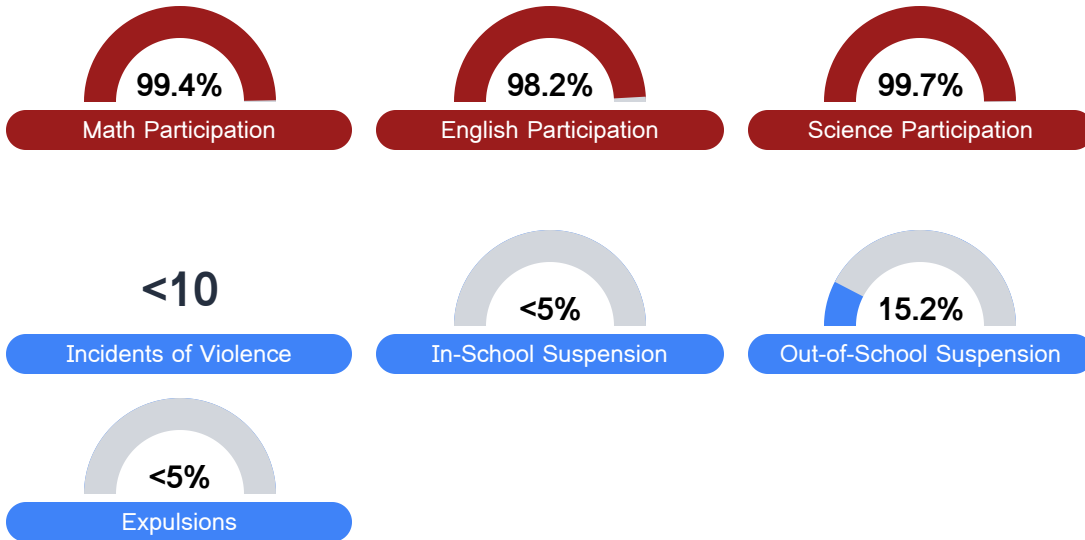 99.4%
98.2%
99.7%
Math Participation
English Participation
Science Participation
<10
<5%
15.2%
Incidents of Violence
In-School Suspension
Out-of-School Suspension
<5%
Expulsions